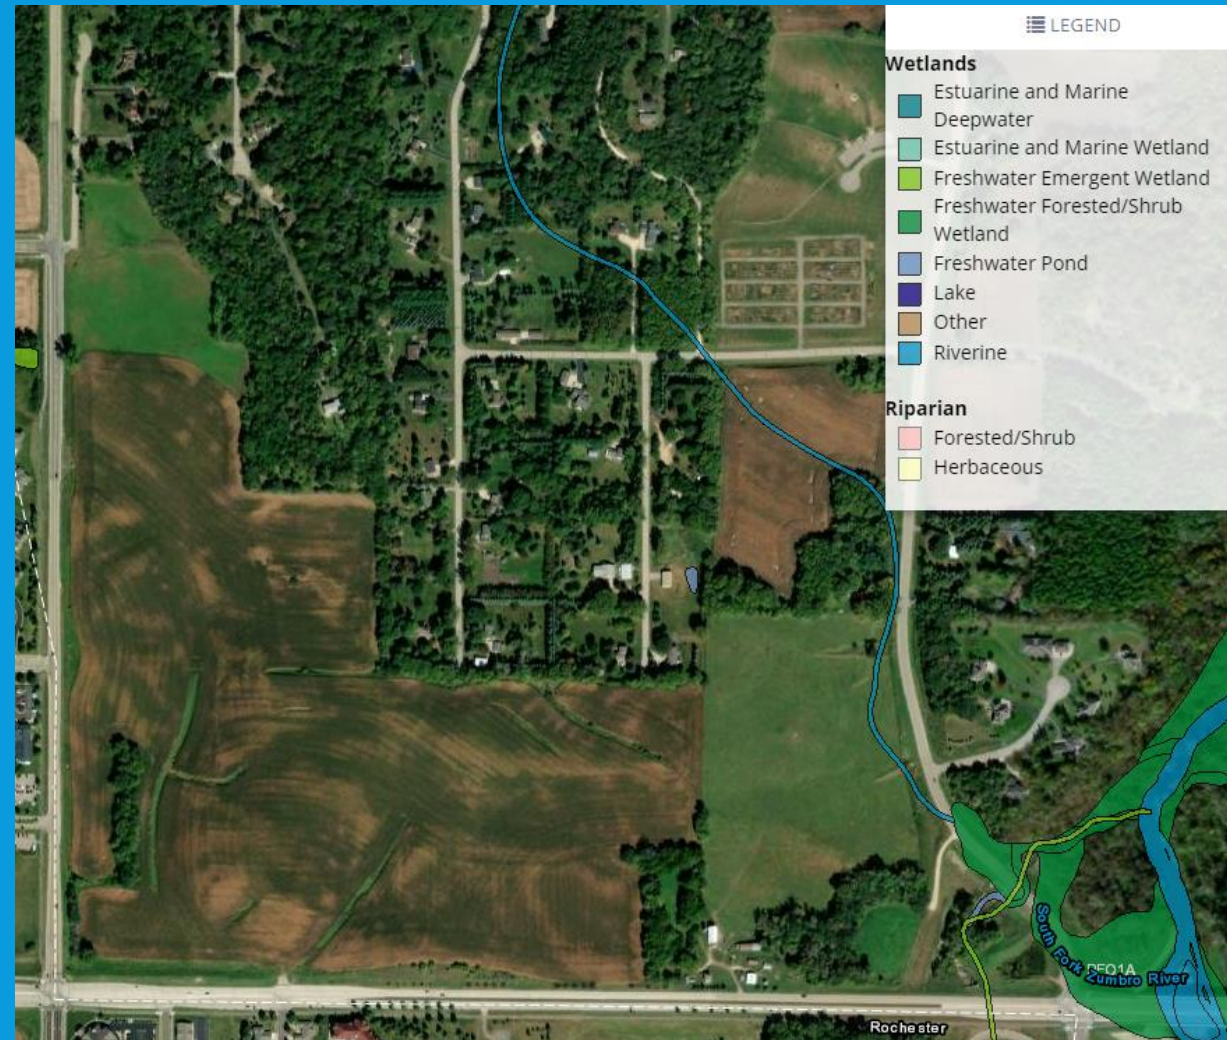 LEGEND
Wetlands
Estuarine and Marine
Deepwater
Estuarine and Marine Wetland
Freshwater Emergent Wetland
Freshwater Forested/Shrub
Wetland
Freshwater Pond
Lake
Other
Riverine
Riparian
Forested/Shrub
Herbaceous
PFO1A
South Fork Zumbro River
Rochester